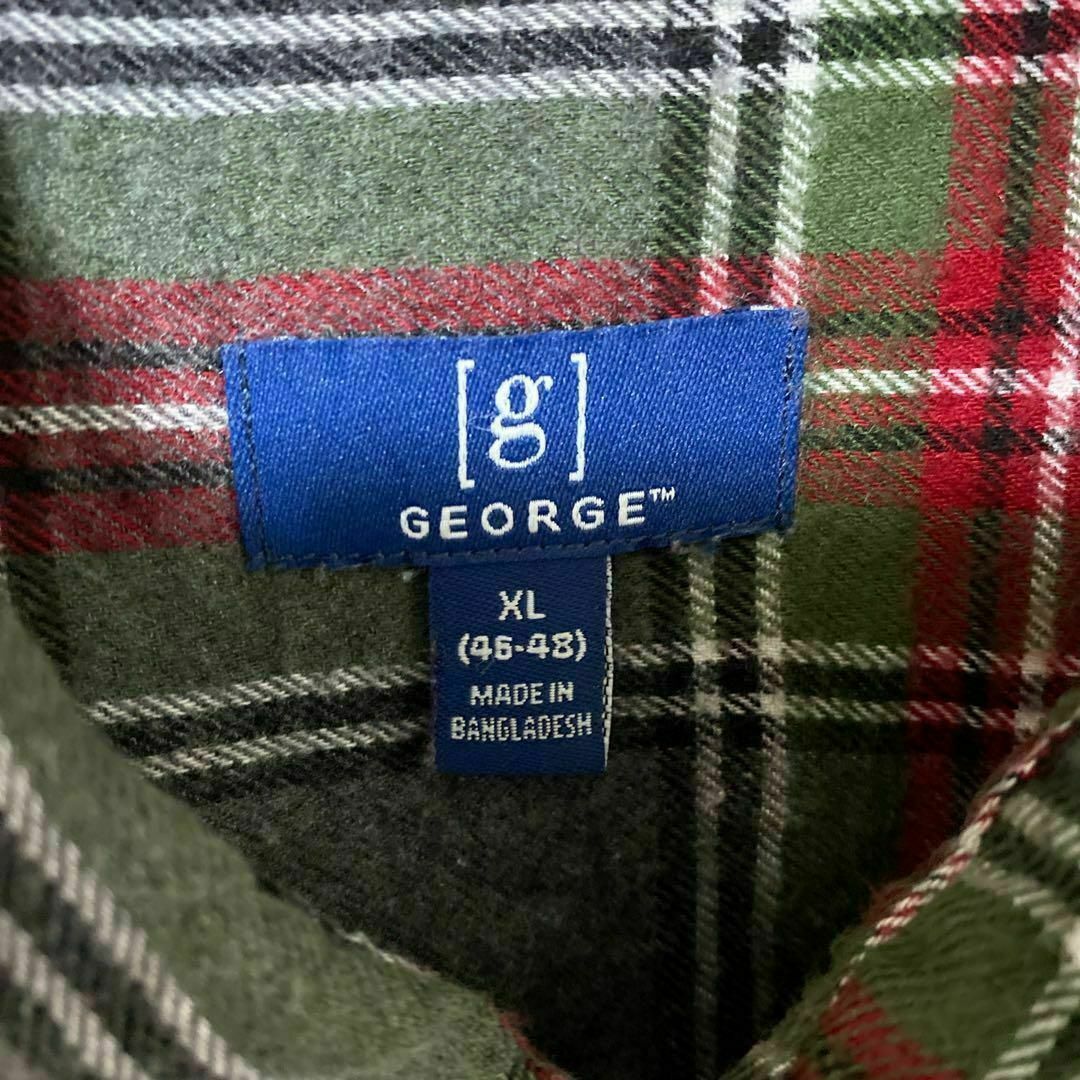 [g]
GEORGE™
XL
(46-48)
MADE IN
BANGLADESH